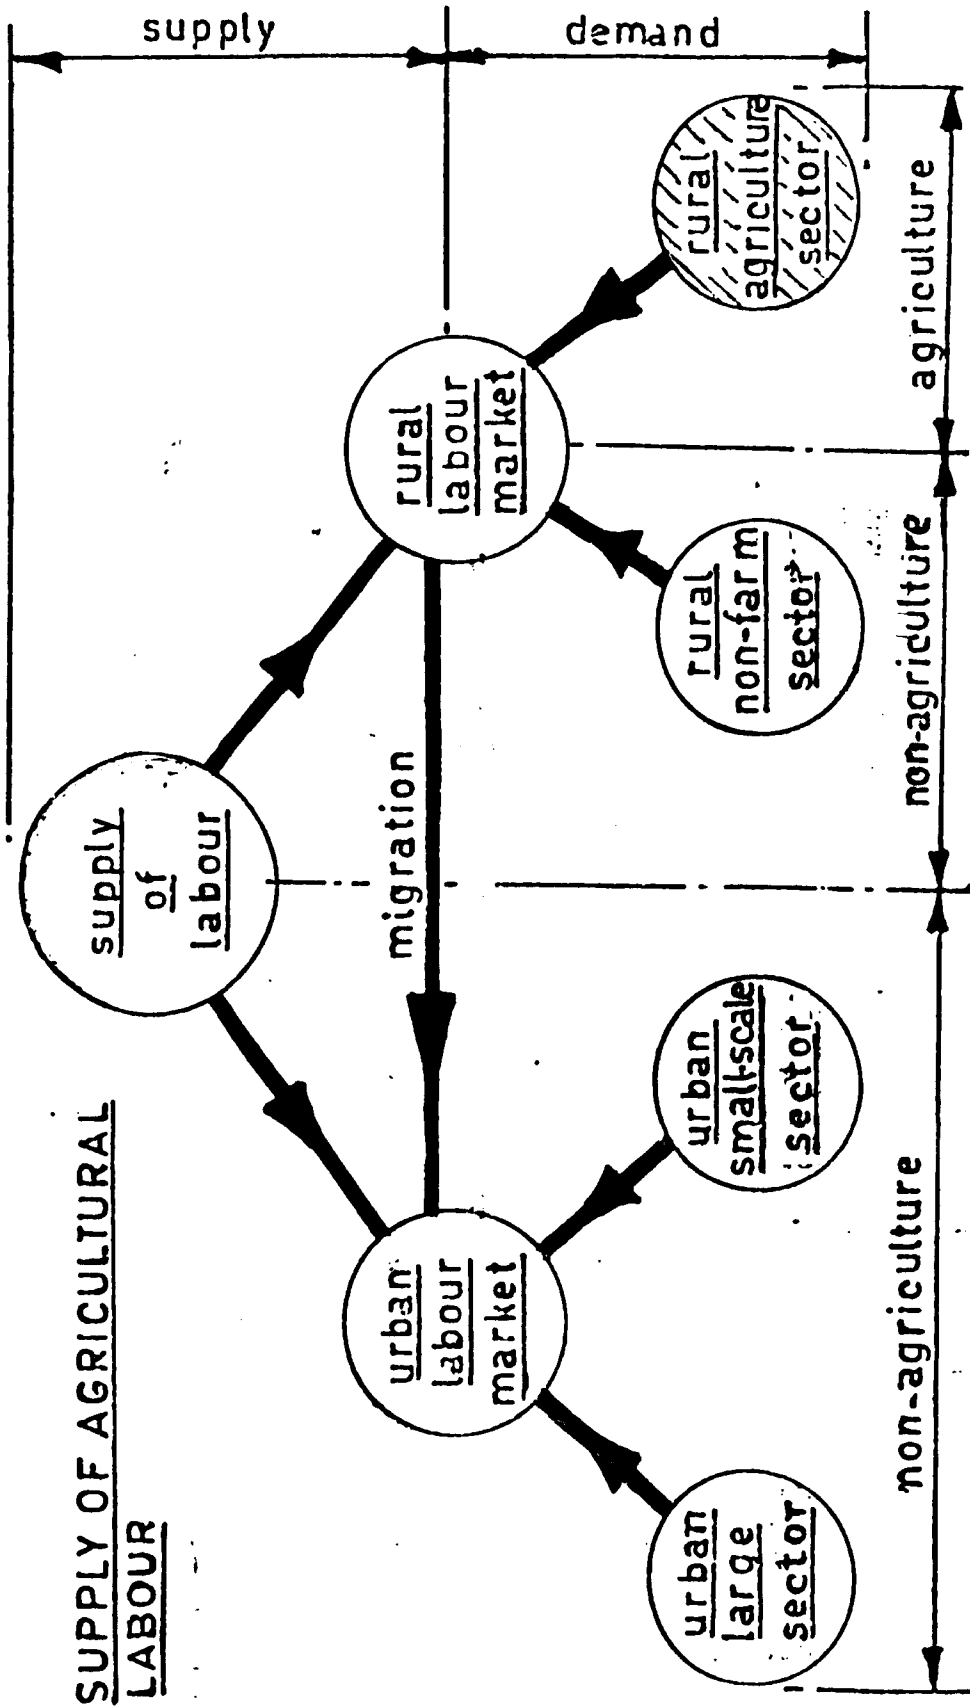 SUPPLY OF AGRICULTURAL
LABOUR
supply
of
labour
supply
urban
labour
market
migration
rural
labour
market
demand
urban
large
sector
urban
small-scale
sector
rural
non-farm
sector
rural
agriculture
sector
non-agriculture
non-agriculture
agriculture